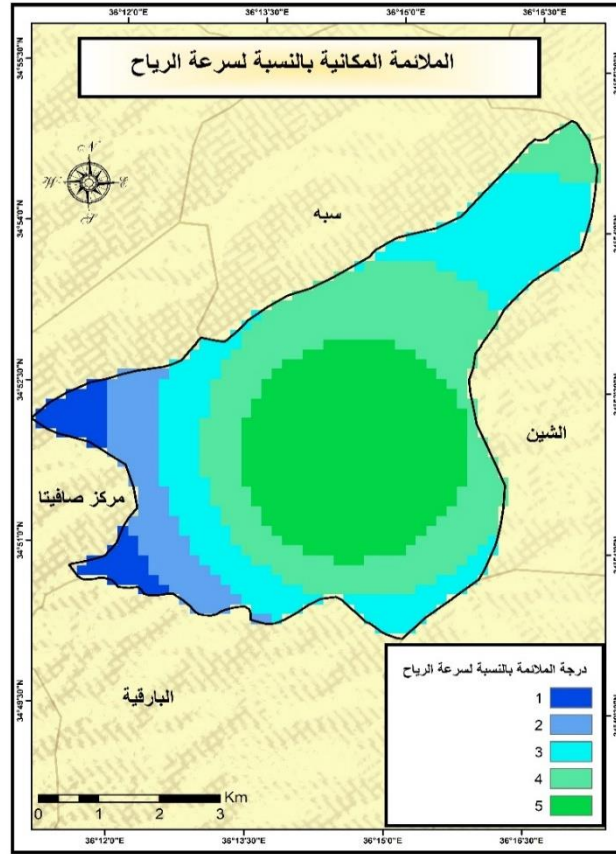 36°12'0"E 36°13'30"E 36°15'0"E 36°16'30"E
الملائمة المكانية بالنسبة لسرعة الرياح
34°55'30"N
N
E
S
34°54'0"N
سبه
34°52'30"N
الشين
مركز صافيتا
34°51'0"N
البارقية
34°49'30"N
درجة الملائمة بالنسبة لسرعة الرياح
1
2
3
4
5
Km
0 1 2 3
36°12'0"E 36°13'30"E 36°15'0"E 36°16'30"E